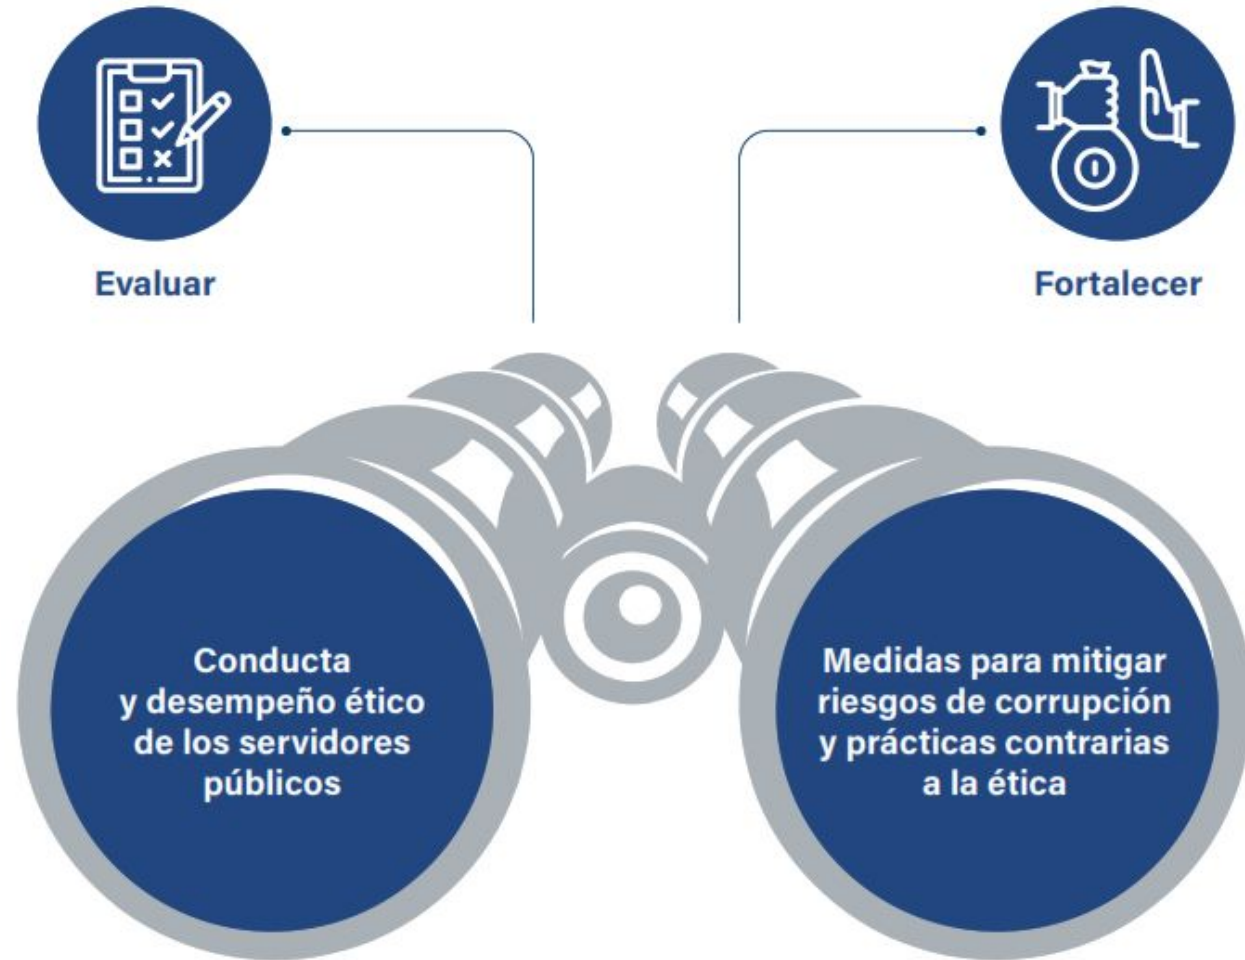 Evaluar
Fortalecer
Conducta
y desempeño ético
de los servidores
públicos
Medidas para mitigar
riesgos de corrupción
y prácticas contrarias
a la ética